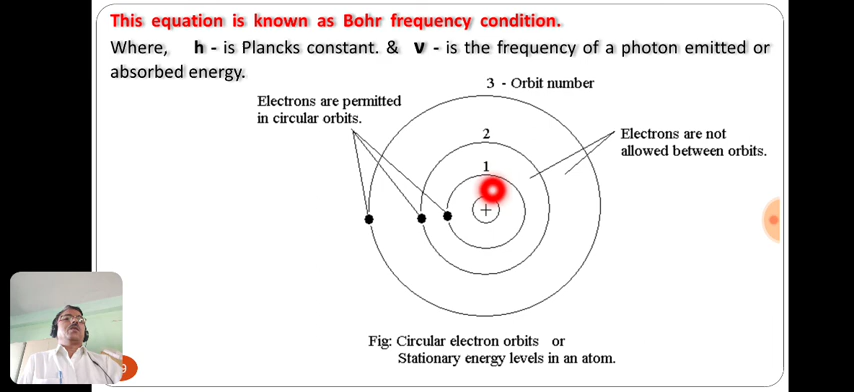 This equation is known as Bohr frequency condition.
Where, h - is Plancks constant. & ν - is the frequency of a photon emitted or
absorbed energy.
3 - Orbit number
Electrons are permitted
in circular orbits.
2
Electrons are not
allowed between orbits.
1
+
Fig: Circular electron orbits or
Stationary energy levels in an atom.
9